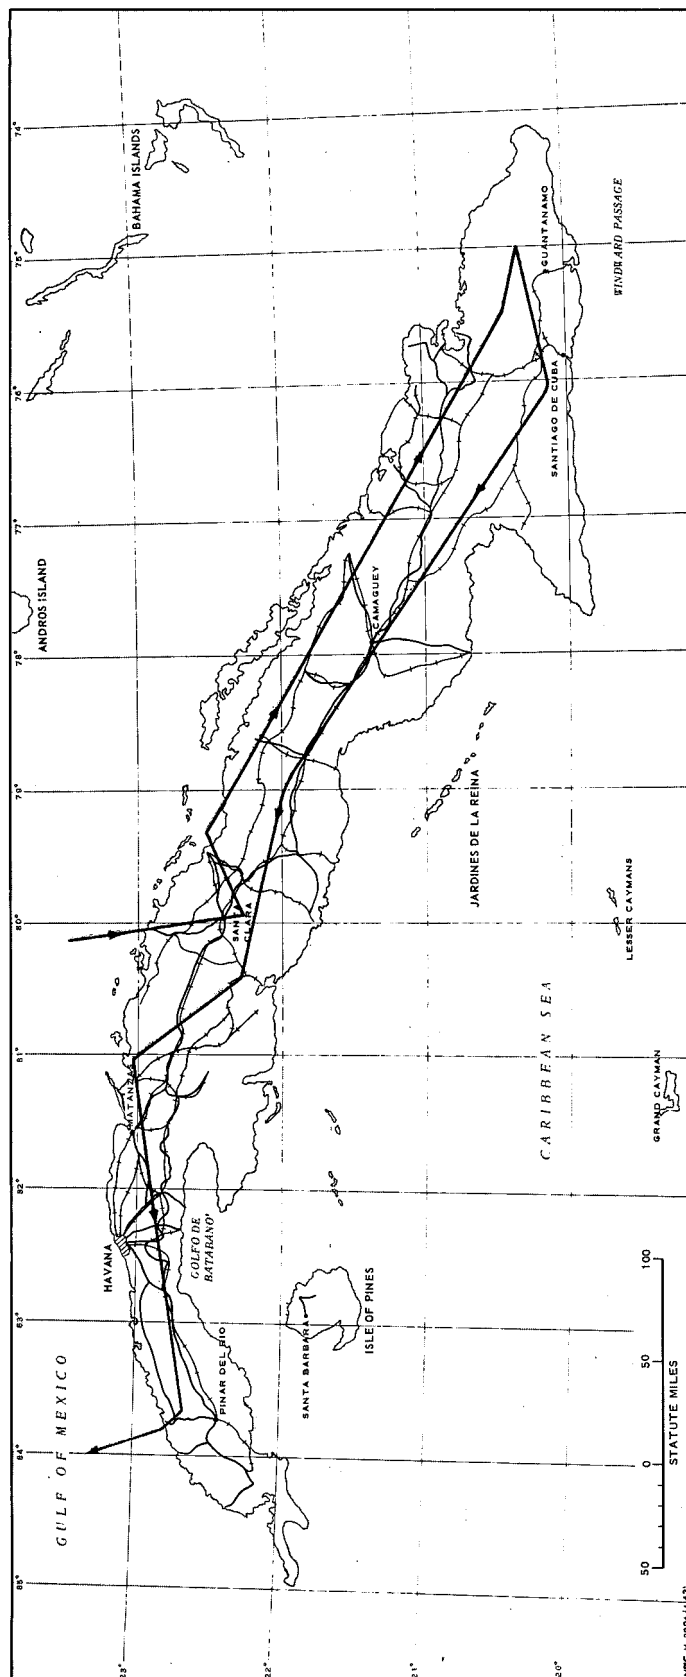 85°
84°
83°
82°
81°
80°
79°
78°
77°
76°
75°
74°
23°
22°
21°
20°
GULF OF MEXICO
HAVANA
MATANZAS
ANDROS ISLAND
BAHAMA ISLANDS
PINAR DEL RIO
GOLFO DE
BATABANO'
SANTA
CLARA
SANTA BARBARA
ISLE OF PINES
CAMAGUEY
JARDINES DE LA REINA
GUANTANAMO
SANTIAGO DE CUBA
WINDWARD PASSAGE
CARIBBEAN SEA
LESSER CAYMANS
GRAND CAYMAN
50 0 50 100
STATUTE MILES